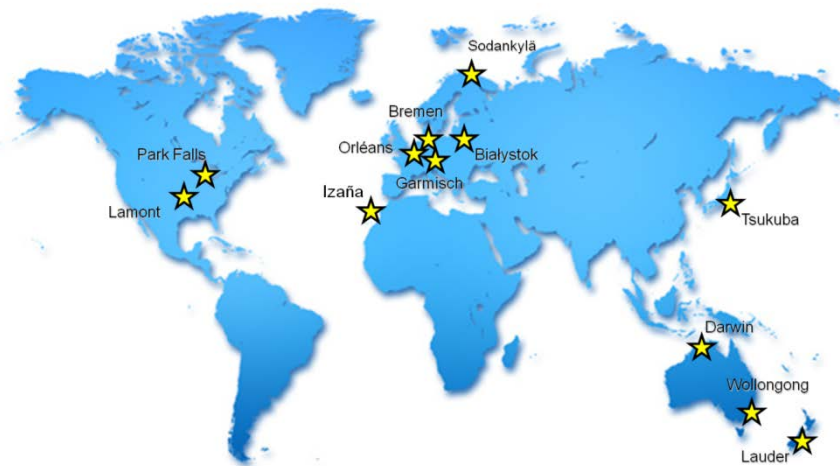 Sodankylä
Bremen
Orléans
Białystok
Park Falls
Garmisch
Izaña
Lamont
Tsukuba
Darwin
Wollongong
Lauder